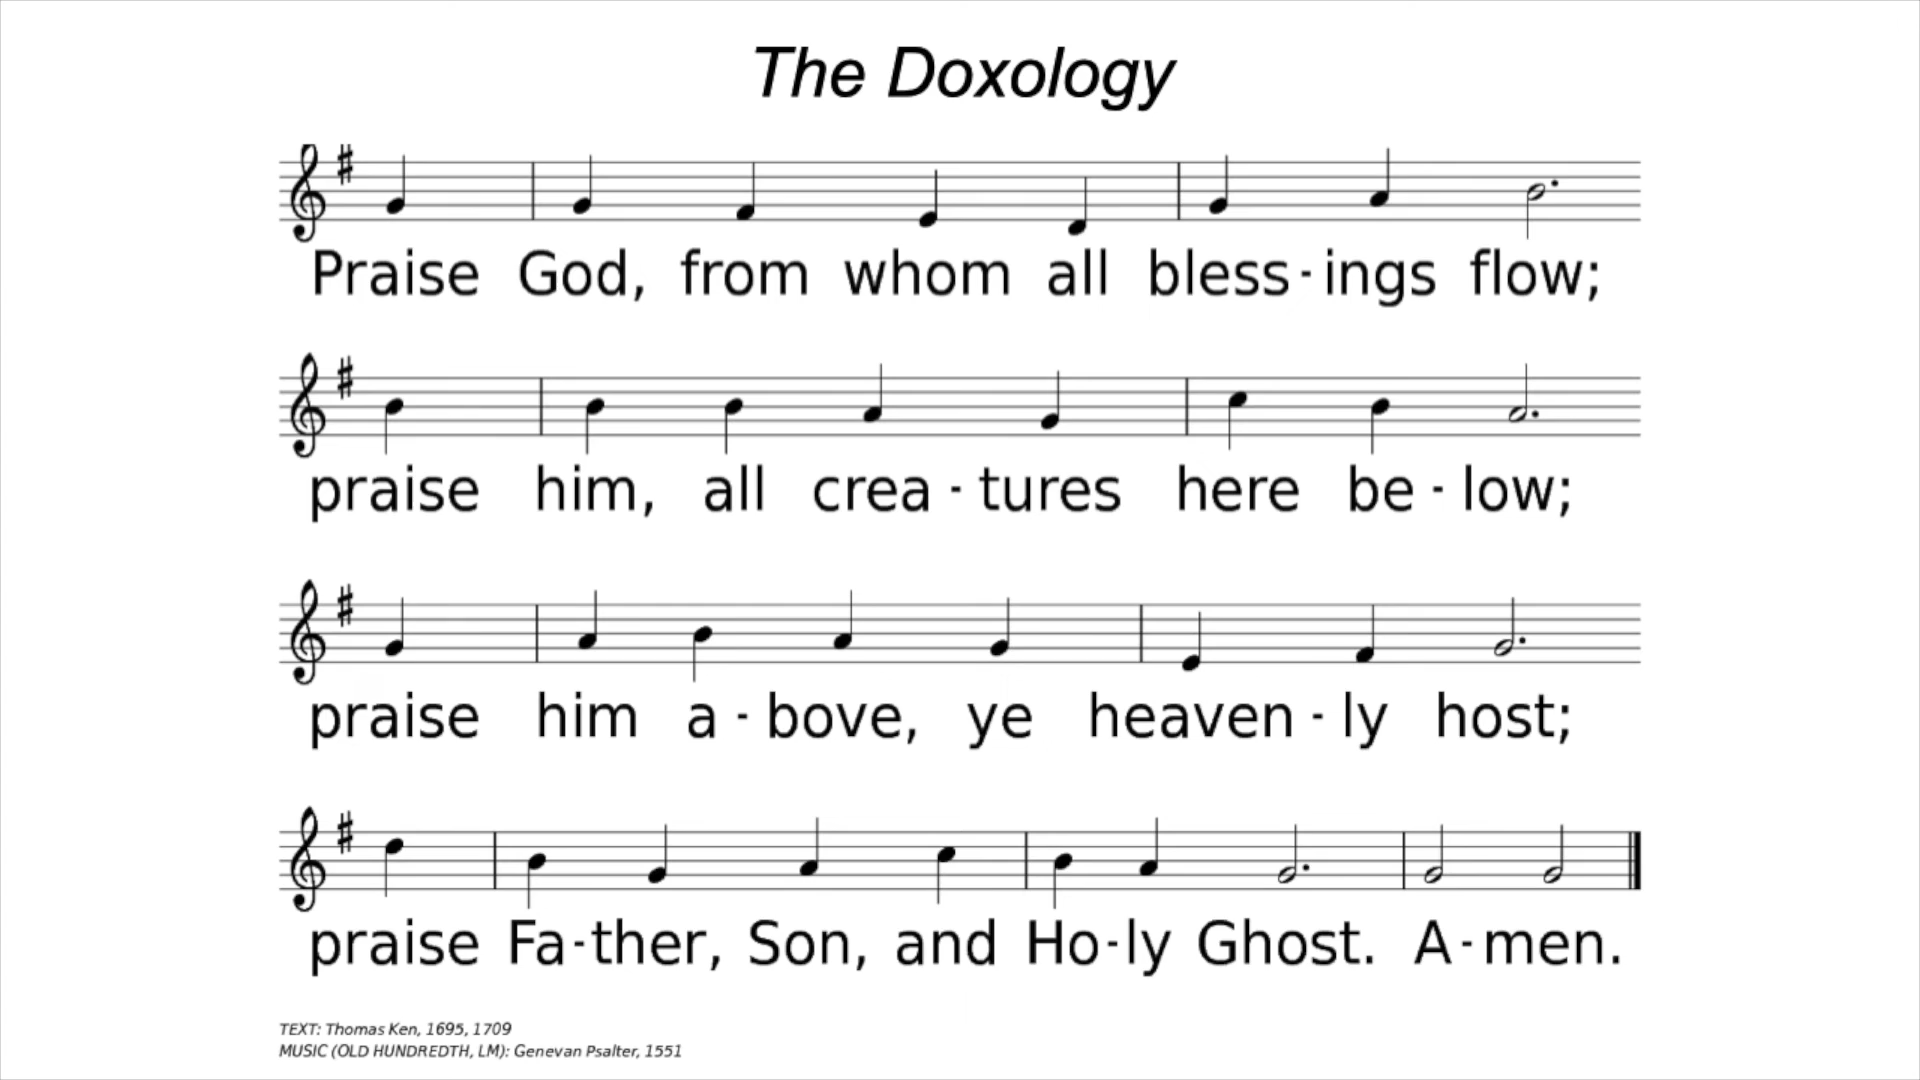 The Doxology
Praise God, from whom all bless-ings flow;
praise him, all crea-tures here be-low;
praise him a-bove, ye heaven-ly host;
praise Fa-ther, Son, and Ho-ly Ghost. A-men.
TEXT: Thomas Ken, 1695, 1709
MUSIC (OLD HUNDREDTH, LM): Genevan Psalter, 1551